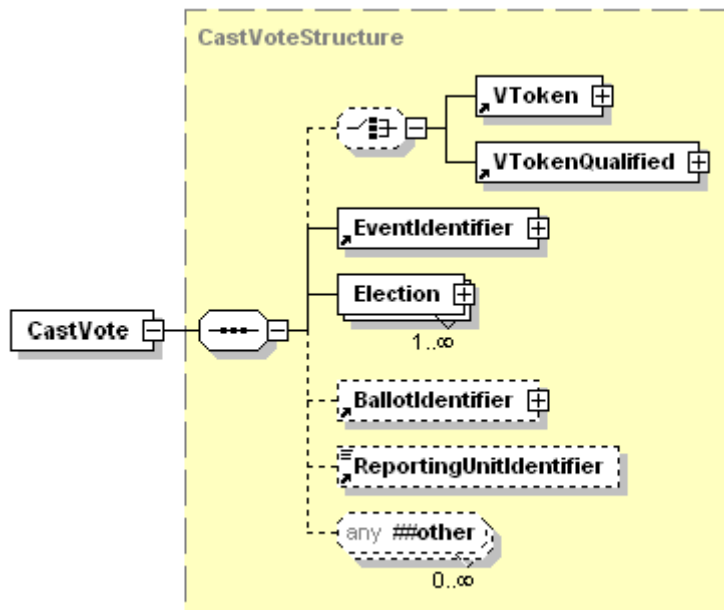 CastVoteStructure
VToken
VTokenQualified
EventIdentifier
Election
1..∞
CastVote
BallotIdentifier
ReportingUnitIdentifier
any ##other
0..∞